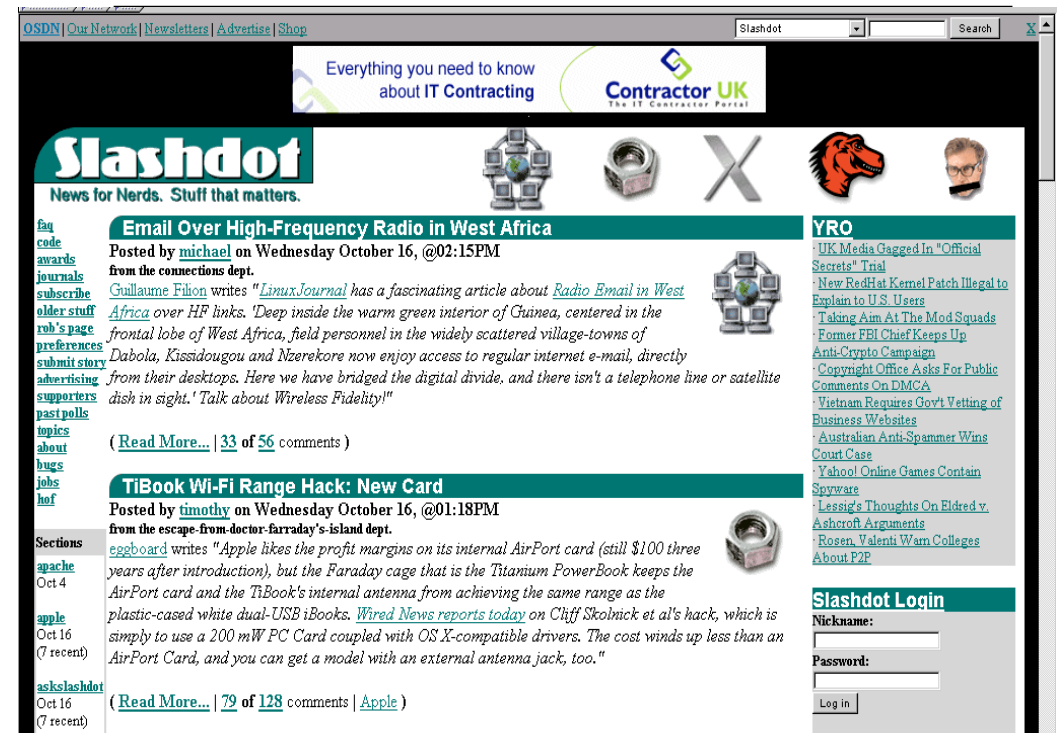 OSDN | Our Network | Newsletters | Advertise | Shop
Slashdot
Search
X
Everything you need to know
about IT Contracting
Contractor UK
The IT Contractor Portal
Slashdot
News for Nerds. Stuff that matters.
faq
code
awards
journals
subscribe
older stuff
rob's page
preferences
submit story
advertising
supporters
past polls
topics
about
bugs
jobs
hof
Sections
apache
Oct 4
apple
Oct 16
(7 recent)
askslashdot
Oct 16
(7 recent)
Email Over High-Frequency Radio in West Africa
Posted by michael on Wednesday October 16, @02:15PM
from the connections dept.
Guillaume Filion writes "LinuxJournal has a fascinating article about Radio Email in West
Africa over HF links. 'Deep inside the warm green interior of Guinea, centered in the
frontal lobe of West Africa, field personnel in the widely scattered village-towns of
Dabola, Kissidougou and Nzerekore now enjoy access to regular internet e-mail, directly
from their desktops. Here we have bridged the digital divide, and there isn't a telephone line or satellite
dish in sight.' Talk about Wireless Fidelity!"
( Read More... | 33 of 56 comments )
TiBook Wi-Fi Range Hack: New Card
Posted by timothy on Wednesday October 16, @01:18PM
from the escape-from-doctor-farraday's-island dept.
eggboard writes "Apple likes the profit margins on its internal AirPort card (still $100 three
years after introduction), but the Faraday cage that is the Titanium PowerBook keeps the
AirPort card and the TiBook's internal antenna from achieving the same range as the
plastic-cased white dual-USB iBooks. Wired News reports today on Cliff Skolnick et al's hack, which is
simply to use a 200 mW PC Card coupled with OS X-compatible drivers. The cost winds up less than an
AirPort Card, and you can get a model with an external antenna jack, too."
( Read More... | 79 of 128 comments | Apple )
YRO
· UK Media Gagged In "Official
Secrets" Trial
· New RedHat Kernel Patch Illegal to
Explain to U.S. Users
· Taking Aim At The Mod Squads
· Former FBI Chief Keeps Up
Anti-Crypto Campaign
· Copyright Office Asks For Public
Comments On DMCA
· Vietnam Requires Gov't Vetting of
Business Websites
· Australian Anti-Spammer Wins
Court Case
· Yahoo! Online Games Contain
Spyware
· Lessig's Thoughts On Eldred v.
Ashcroft Arguments
· Rosen, Valenti Warn Colleges
About P2P
Slashdot Login
Nickname:
Password:
Log in